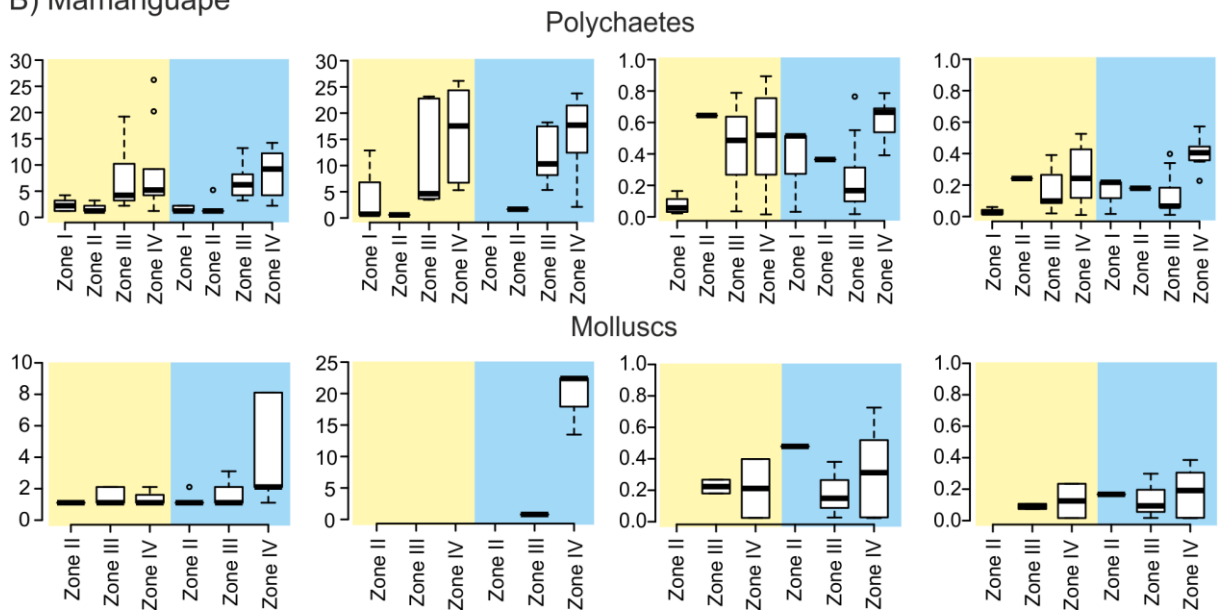 B) Mamanguape
Polychaetes
30 30 1.0 1.0
25 25 0.8 0.8
20 20 0.6 0.6
15 15 0.4 0.4
10 10 0.2 0.2
5 5 0.0 0.0
0 0
Zone I Zone II Zone III Zone IV Zone I Zone II Zone III Zone IV
Zone I Zone II Zone III Zone IV Zone I Zone II Zone III Zone IV
Zone I Zone II Zone III Zone IV Zone I Zone II Zone III Zone IV
Zone I Zone II Zone III Zone IV Zone I Zone II Zone III Zone IV
Molluscs
10 25 1.0 1.0
8 20 0.8 0.8
6 15 0.6 0.6
4 10 0.4 0.4
2 5 0.2 0.2
0 0 0.0 0.0
Zone II Zone III Zone IV Zone II Zone III Zone IV
Zone II Zone III Zone IV Zone II Zone III Zone IV
Zone II Zone III Zone IV Zone II Zone III Zone IV
Zone II Zone III Zone IV Zone II Zone III Zone IV